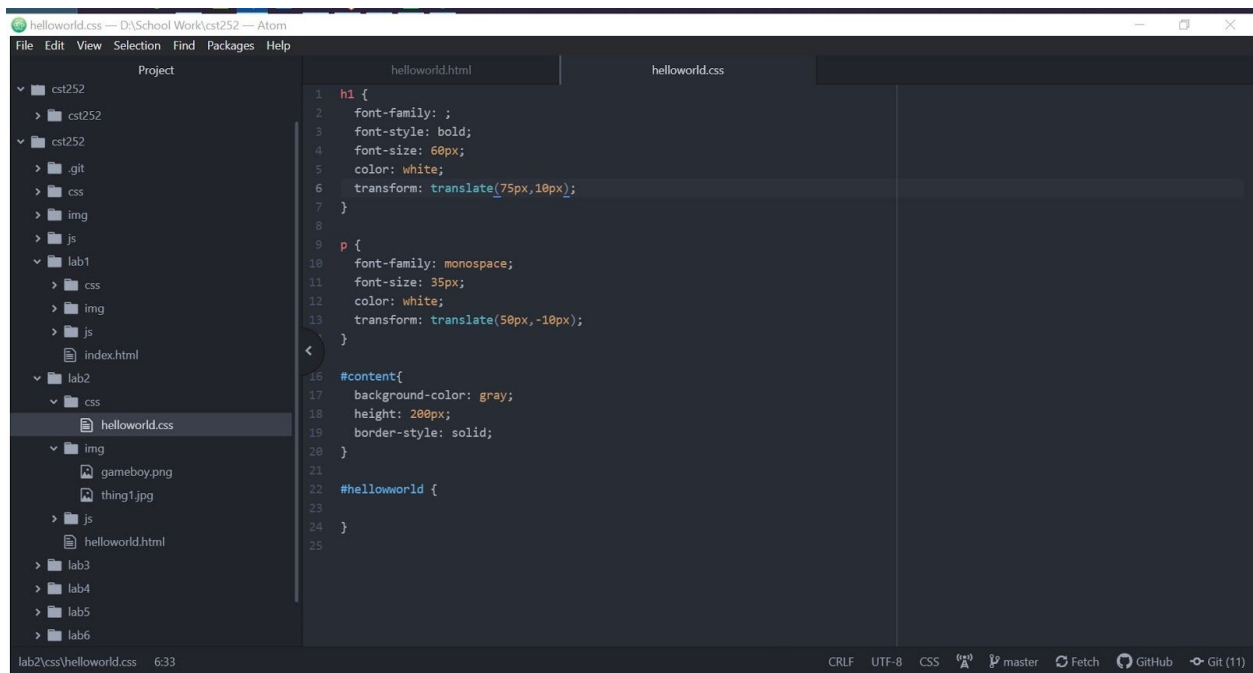 helloworld.css — D:\School Work\cst252 — Atom
File Edit View Selection Find Packages Help
Project
cst252
cst252
cst252
.git
css
img
js
lab1
css
img
js
index.html
lab2
css
helloworld.css
img
gameboy.png
thing1.jpg
js
helloworld.html
lab3
lab4
lab5
lab6
helloworld.html helloworld.css
1 h1 {
2 font-family: ;
3 font-style: bold;
4 font-size: 60px;
5 color: white;
6 transform: translate(75px,10px);
7 }
8
9 p {
10 font-family: monospace;
11 font-size: 35px;
12 color: white;
13 transform: translate(50px,-10px);
}
16 #content{
17 background-color: gray;
18 height: 200px;
19 border-style: solid;
20 }
21
22 #hellowworld {
23
24 }
25
lab2\css\helloworld.css 6:33 CRLF UTF-8 CSS master Fetch GitHub Git (11)